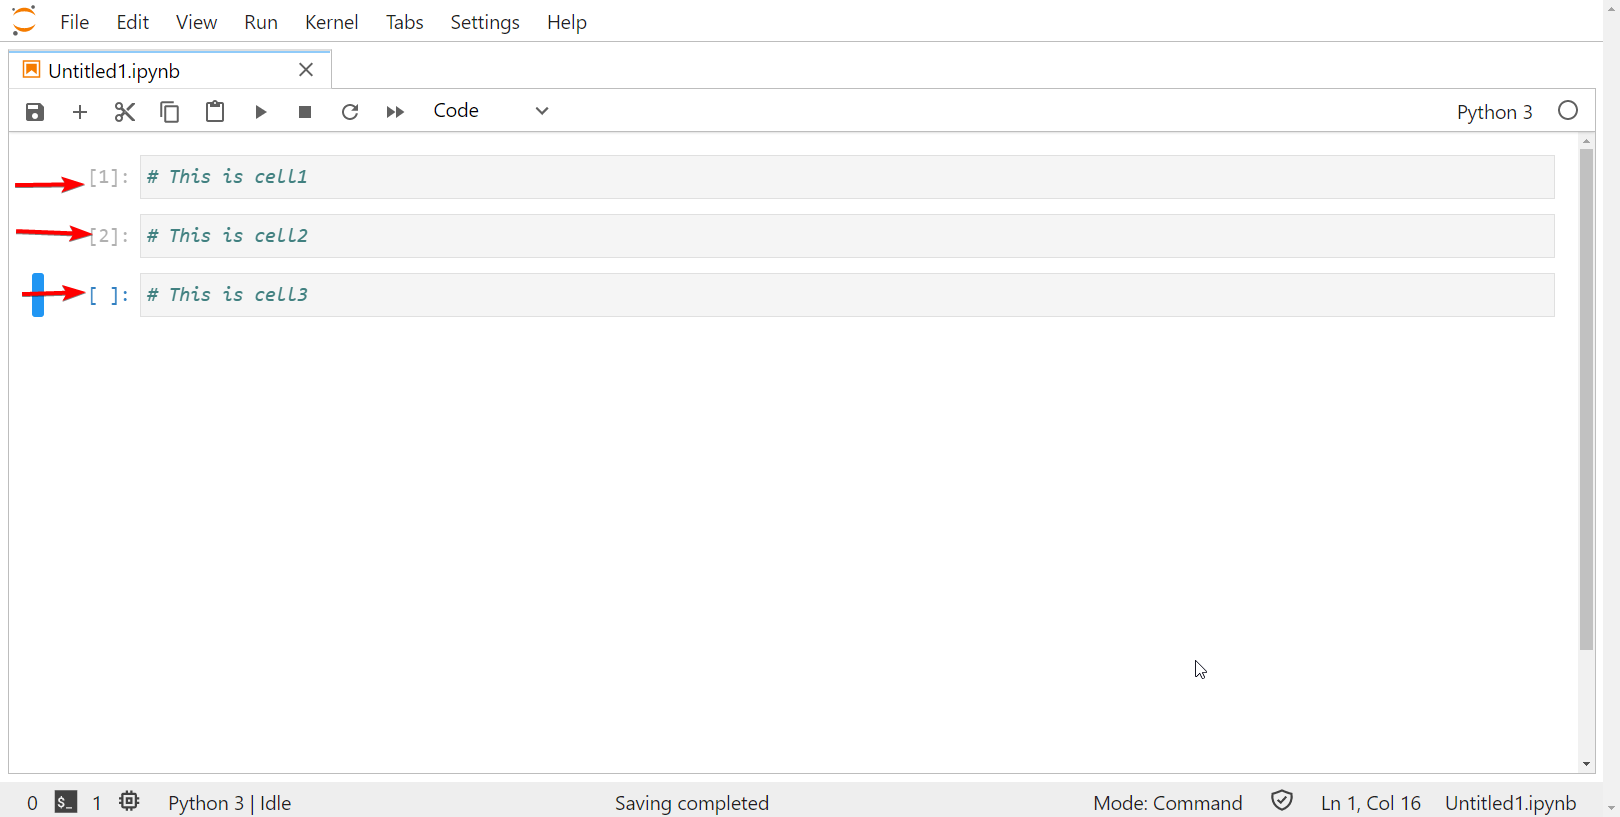 File Edit View Run Kernel Tabs Settings Help
Untitled1.ipynb
Code Python 3
[1]: # This is cell1
[2]: # This is cell2
[ ]: # This is cell3
0 $_ 1 Python 3 | Idle Saving completed Mode: Command Ln 1, Col 16 Untitled1.ipynb